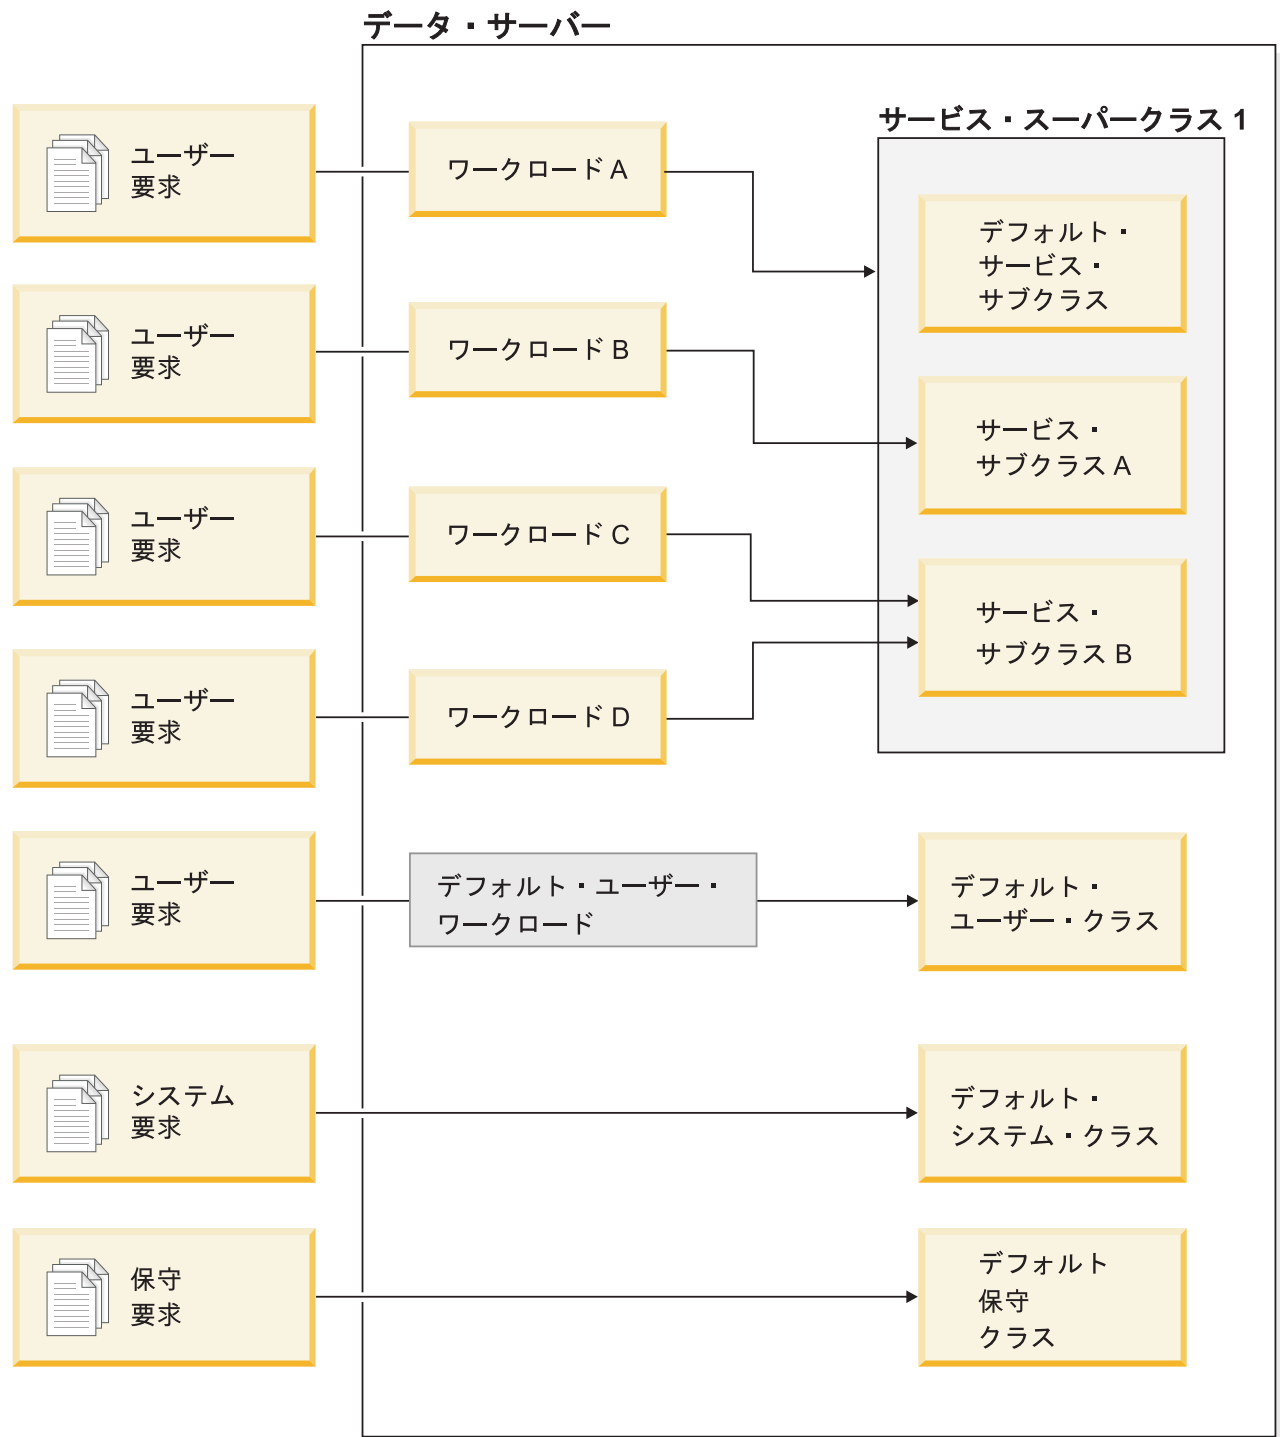 データ・サーバー
サービス・スーパークラス 1
ユーザー
要求
ワークロード A
デフォルト・
サービス・
サブクラス
ユーザー
要求
ワークロード B
サービス・
サブクラス A
ユーザー
要求
ワークロード C
サービス・
サブクラス B
ユーザー
要求
ワークロード D
ユーザー
要求
デフォルト・ユーザー・
ワークロード
デフォルト・
ユーザー・クラス
システム
要求
デフォルト・
システム・クラス
保守
要求
デフォルト
保守
クラス